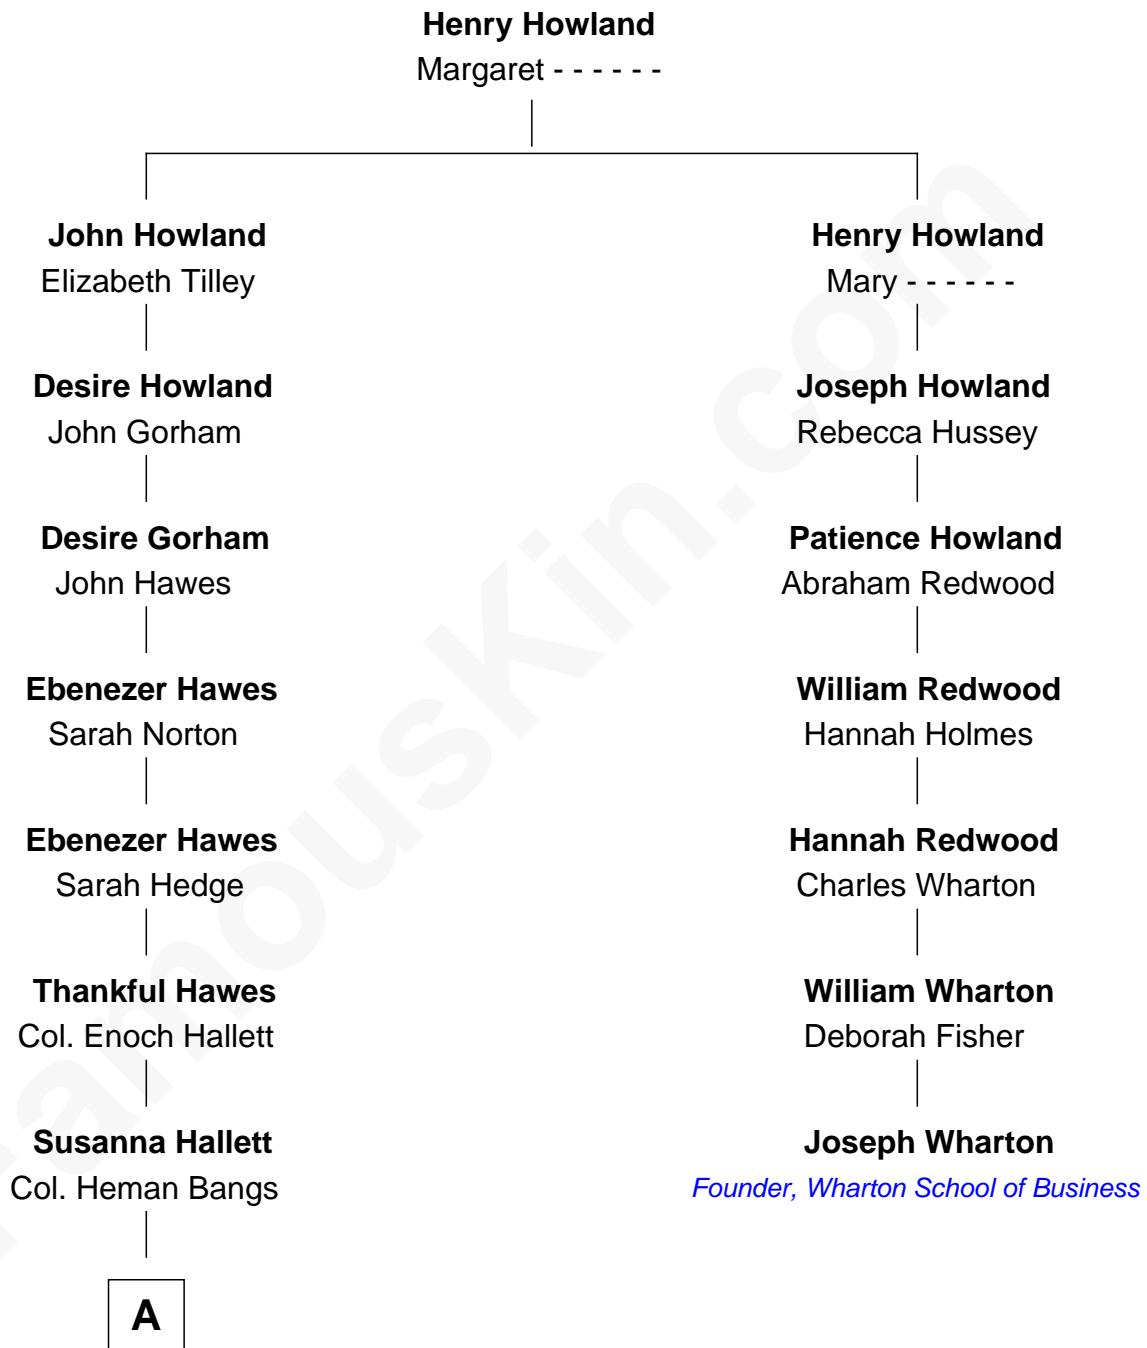 Henry Howland
Margaret - - - - - -
John Howland
Elizabeth Tilley
Henry Howland
Mary - - - - - -
Desire Howland
John Gorham
Joseph Howland
Rebecca Hussey
Desire Gorham
John Hawes
Patience Howland
Abraham Redwood
Ebenezer Hawes
Sarah Norton
William Redwood
Hannah Holmes
Ebenezer Hawes
Sarah Hedge
Hannah Redwood
Charles Wharton
Thankful Hawes
Col. Enoch Hallett
William Wharton
Deborah Fisher
Susanna Hallett
Col. Heman Bangs
Joseph Wharton
Founder, Wharton School of Business
A
FamousKin.com